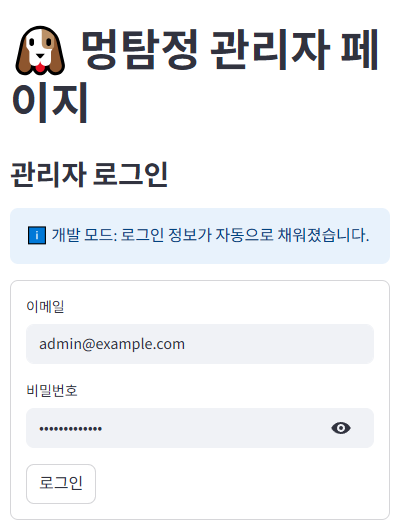 멍탐정 관리자 페
이지
관리자 로그인
ℹ️ 개발 모드: 로그인 정보가 자동으로 채워졌습니다.
이메일
admin@example.com
비밀번호
•••••••••••••
로그인